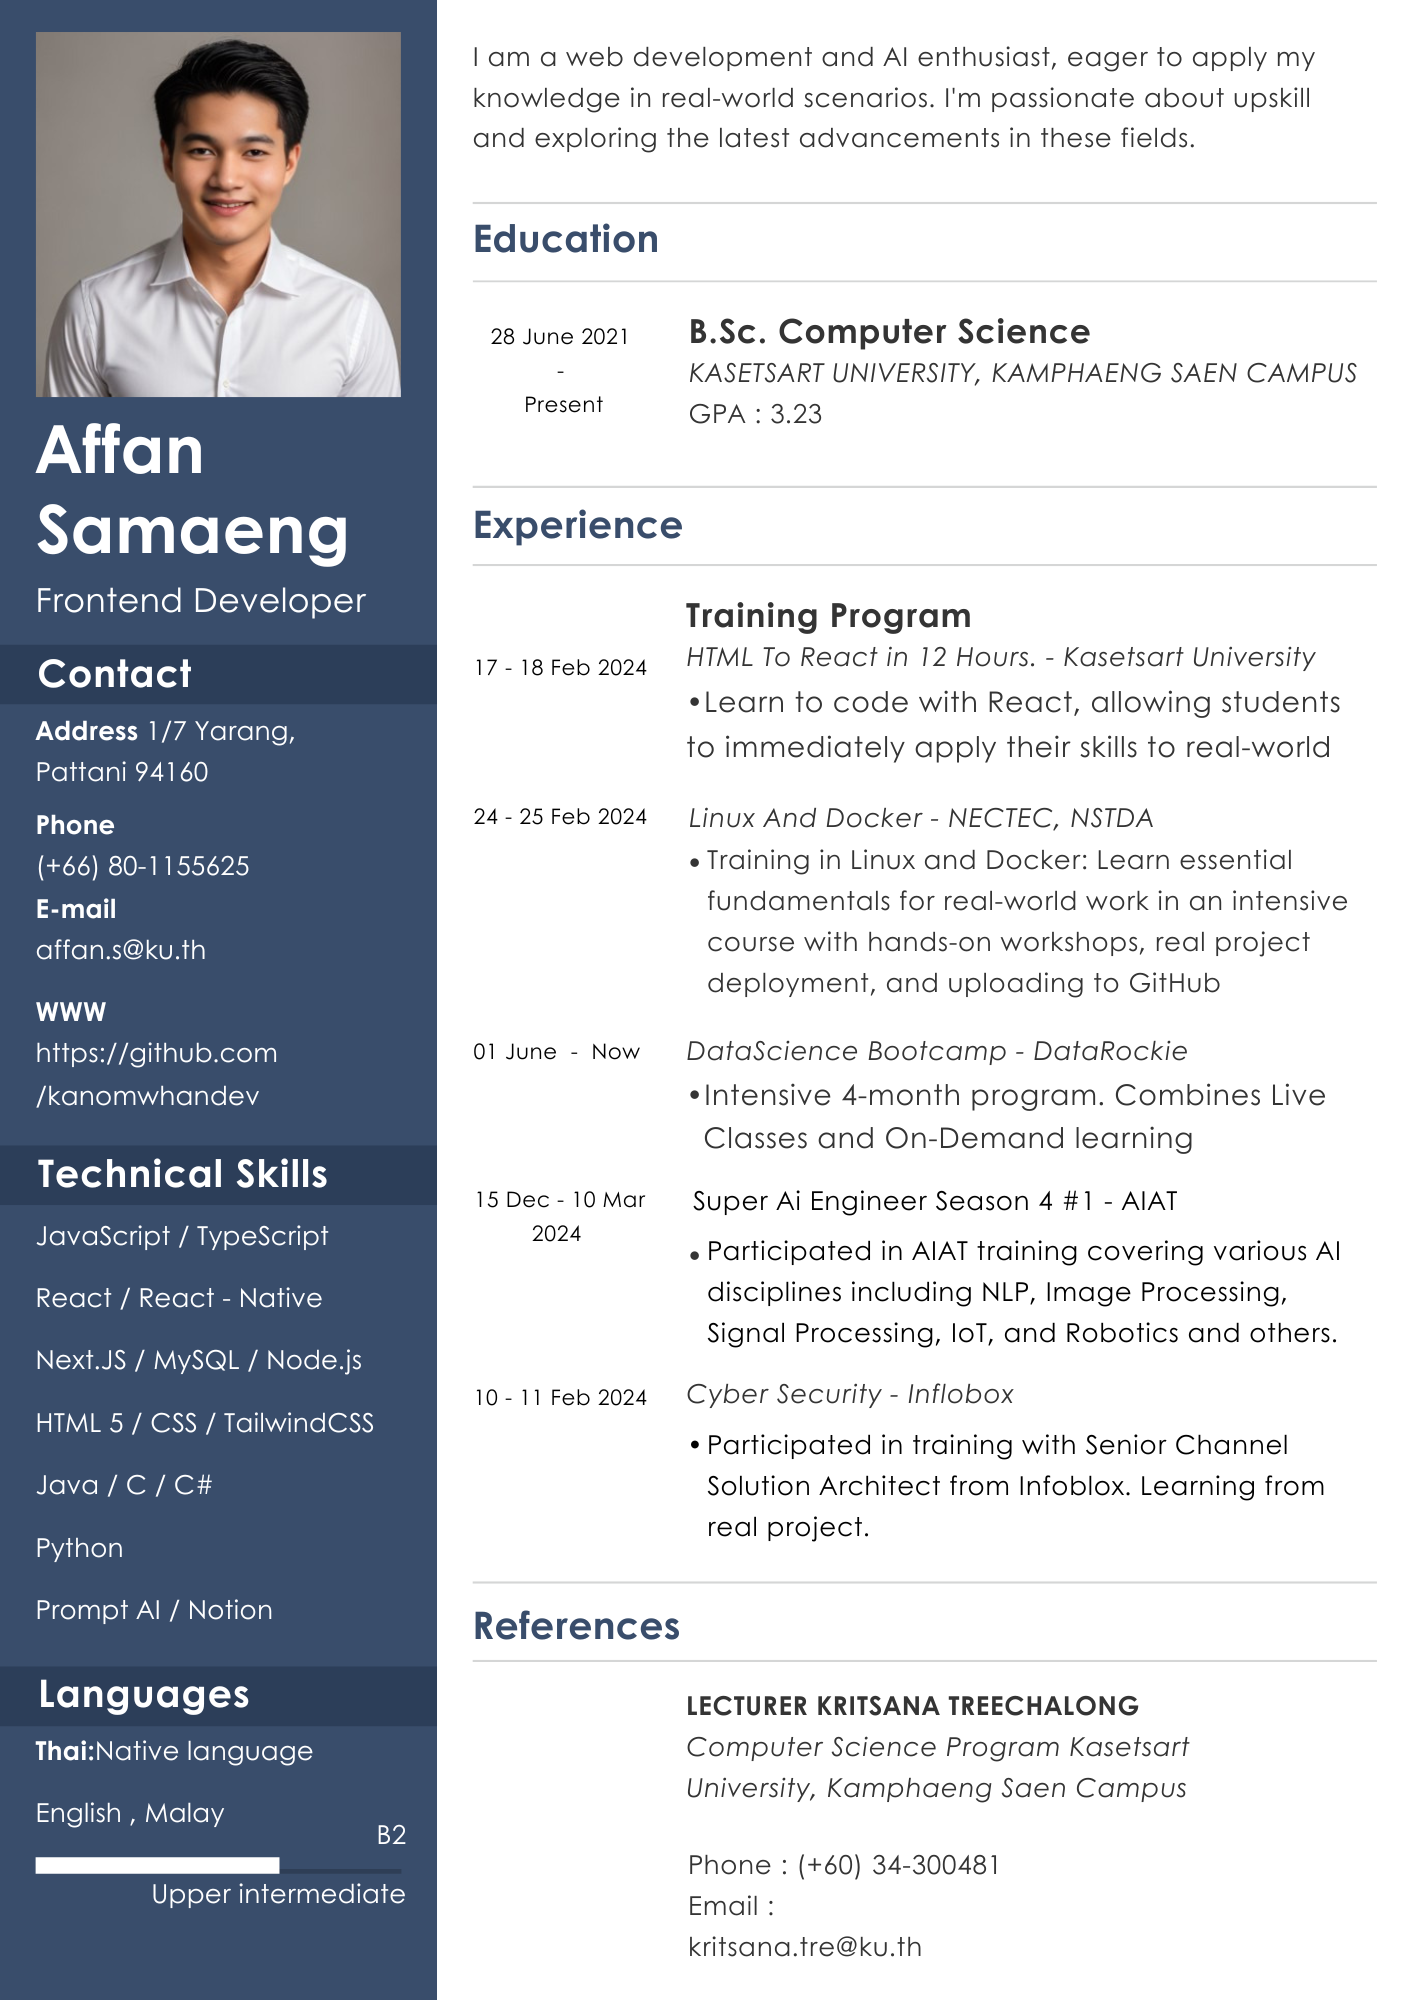 Affan
Samaeng
Frontend Developer
Contact
Address 1/7 Yarang,
Pattani 94160
Phone
(+66) 80-1155625
E-mail
affan.s@ku.th
WWW
https://github.com
/kanomwhandev
Technical Skills
JavaScript / TypeScript
React / React - Native
Next.JS / MySQL / Node.js
HTML 5 / CSS / TailwindCSS
Java / C / C#
Python
Prompt AI / Notion
Languages
Thai:Native language
English , Malay
B2
Upper intermediate
I am a web development and AI enthusiast, eager to apply my
knowledge in real-world scenarios. I'm passionate about upskill
and exploring the latest advancements in these fields.
Education
28 June 2021
-
Present
B.Sc. Computer Science
KASETSART UNIVERSITY, KAMPHAENG SAEN CAMPUS
GPA : 3.23
Experience
Training Program
17 - 18 Feb 2024
HTML To React in 12 Hours. - Kasetsart University
•Learn to code with React, allowing students
to immediately apply their skills to real-world
24 - 25 Feb 2024
Linux And Docker - NECTEC, NSTDA
• Training in Linux and Docker: Learn essential
fundamentals for real-world work in an intensive
course with hands-on workshops, real project
deployment, and uploading to GitHub
01 June - Now
DataScience Bootcamp - DataRockie
•Intensive 4-month program. Combines Live
Classes and On-Demand learning
15 Dec - 10 Mar
2024
Super Ai Engineer Season 4 #1 - AIAT
• Participated in AIAT training covering various AI
disciplines including NLP, Image Processing,
Signal Processing, IoT, and Robotics and others.
10 - 11 Feb 2024
Cyber Security - Inflobox
• Participated in training with Senior Channel
Solution Architect from Infoblox. Learning from
real project.
References
LECTURER KRITSANA TREECHALONG
Computer Science Program Kasetsart
University, Kamphaeng Saen Campus
Phone : (+60) 34-300481
Email :
kritsana.tre@ku.th